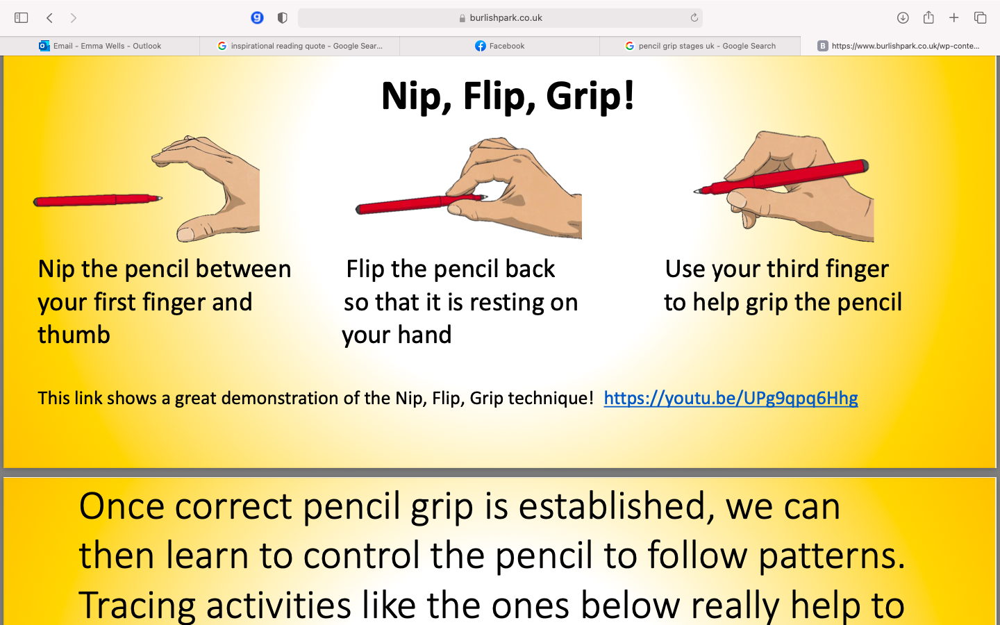 burlishpark.co.uk
Email - Emma Wells - Outlook
inspirational reading quote - Google Sear...
Facebook
pencil grip stages uk - Google Search
B
https://www.burlishpark.co.uk/wp-conte...
Nip, Flip, Grip!
Nip the pencil between
your first finger and
thumb
Flip the pencil back
so that it is resting on
your hand
Use your third finger
to help grip the pencil
This link shows a great demonstration of the Nip, Flip, Grip technique! https://youtu.be/UPg9qpq6Hhg
Once correct pencil grip is established, we can
then learn to control the pencil to follow patterns.
Tracing activities like the ones below really help to